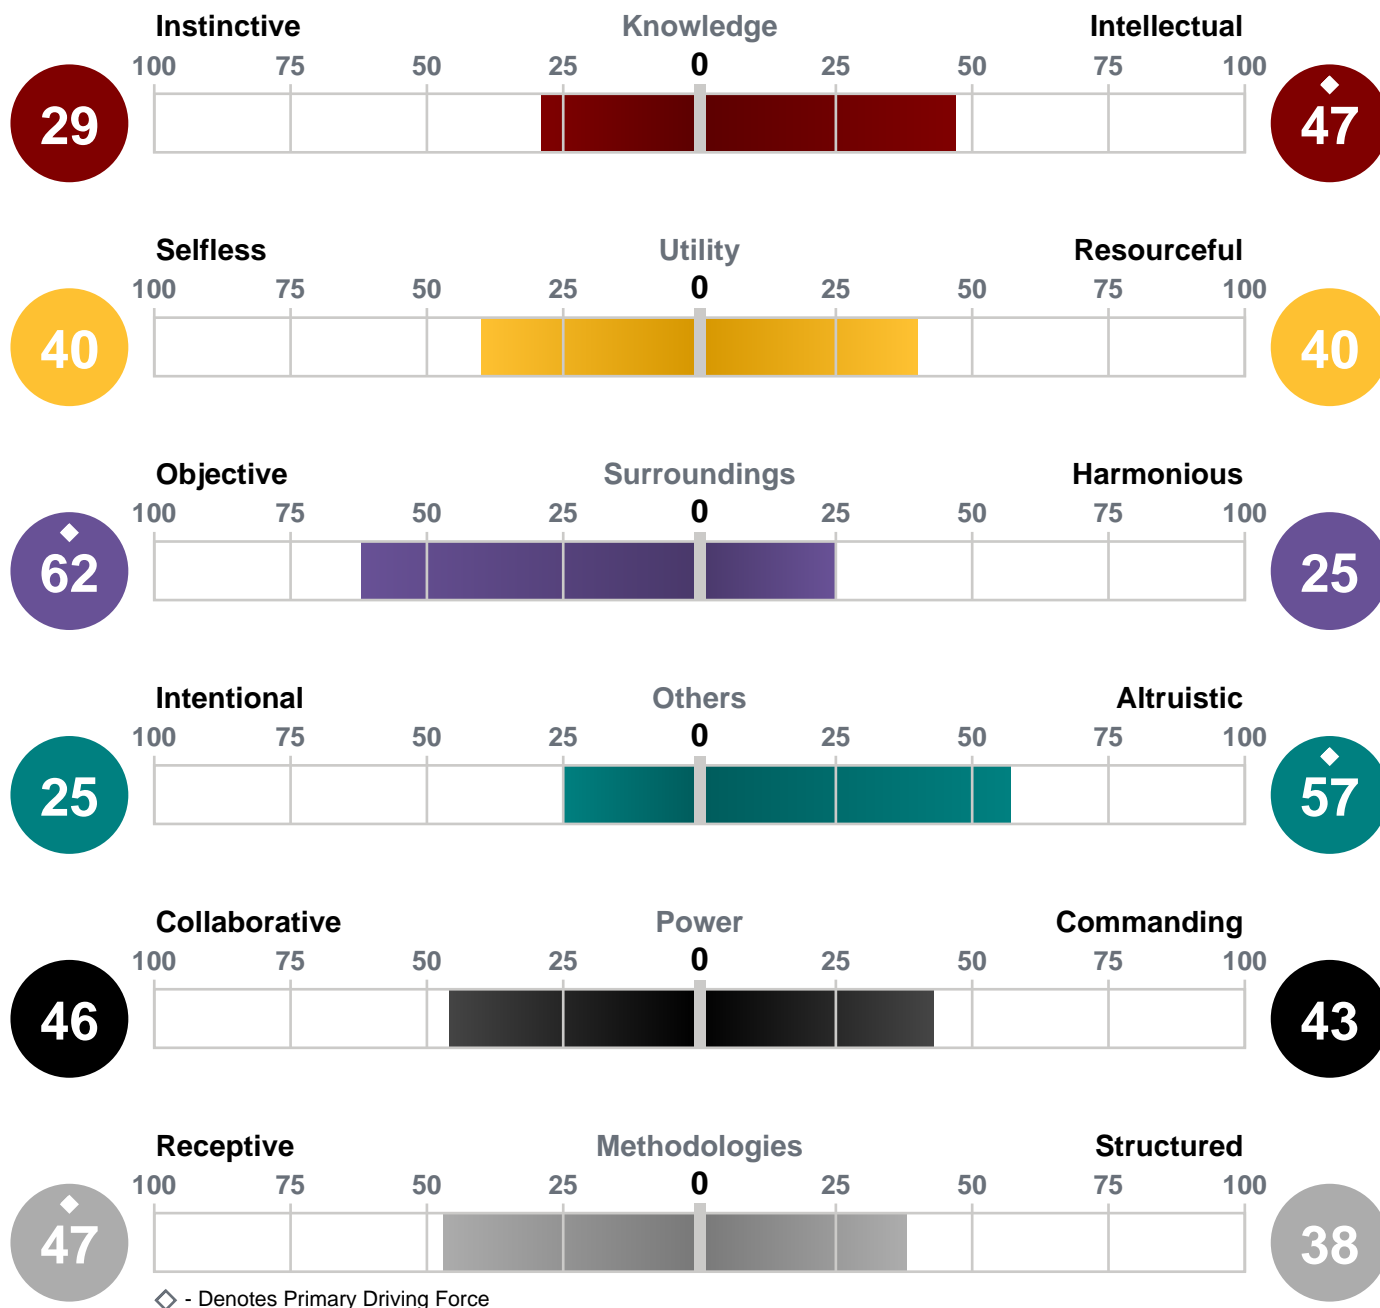 Instinctive Knowledge Intellectual
100 75 50 25 0 25 50 75 100
29 47
Selfless Utility Resourceful
100 75 50 25 0 25 50 75 100
40 40
Objective Surroundings Harmonious
100 75 50 25 0 25 50 75 100
62 25
Intentional Others Altruistic
100 75 50 25 0 25 50 75 100
25 57
Collaborative Power Commanding
100 75 50 25 0 25 50 75 100
46 43
Receptive Methodologies Structured
100 75 50 25 0 25 50 75 100
47 38
- Denotes Primary Driving Force